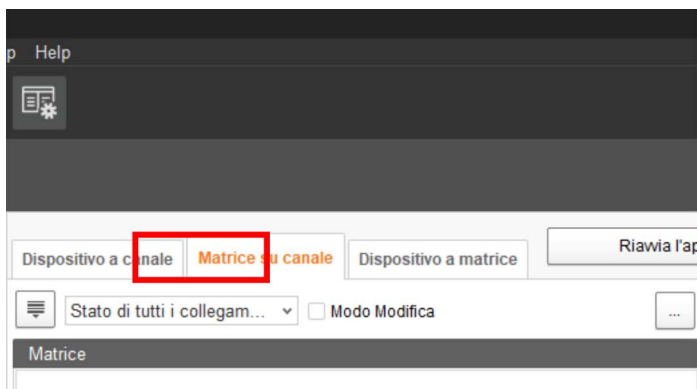 p Help
Dispositivo a canale Matrice su canale Dispositivo a matrice Riavvia l'ap
Stato di tutti i collegam... Modo Modifica ...
Matrice